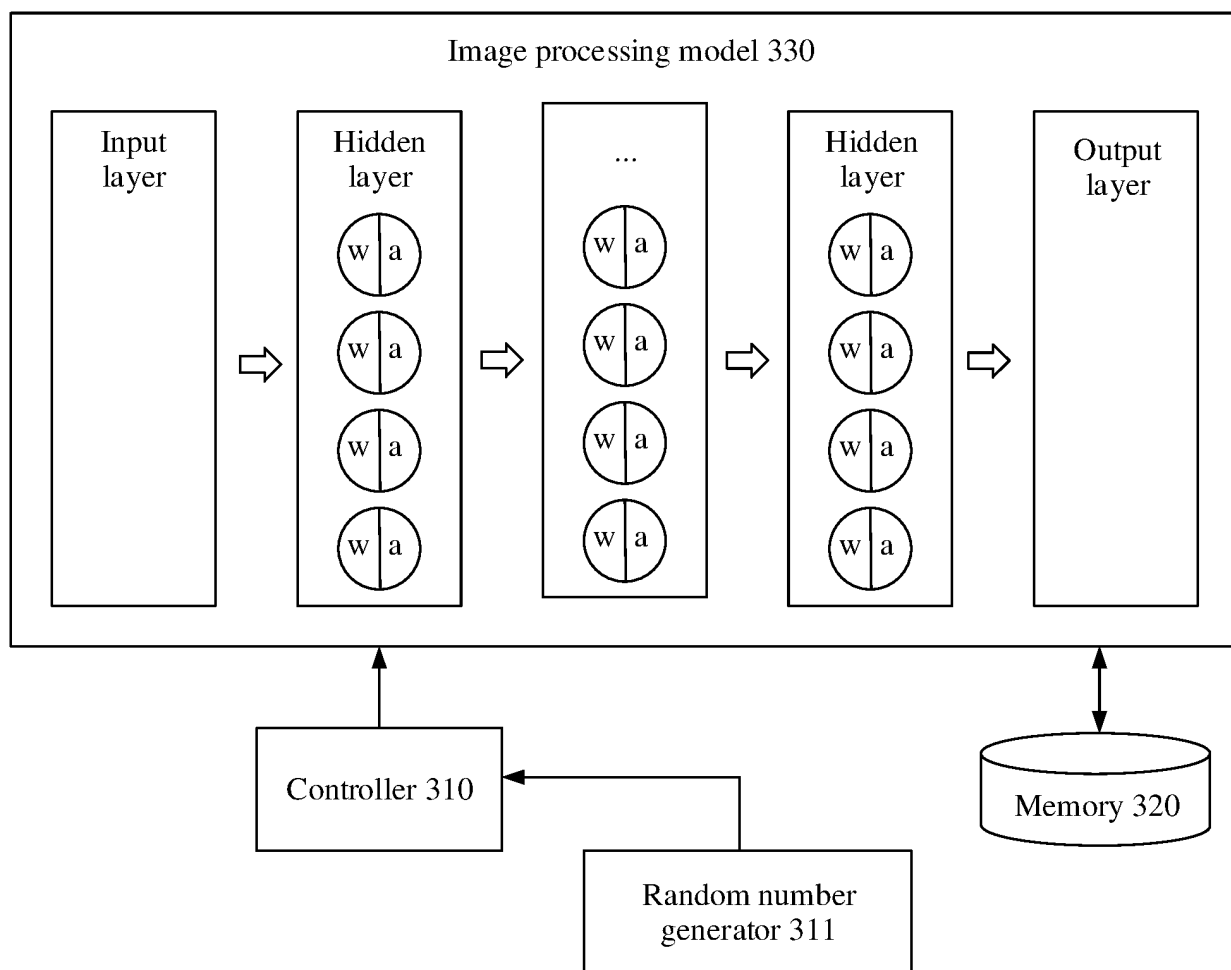 Image processing model 330
Input
layer
Hidden
layer
w a
w a
w a
w a
...
w a
w a
w a
w a
Hidden
layer
w a
w a
w a
w a
Output
layer
Controller 310
Memory 320
Random number
generator 311